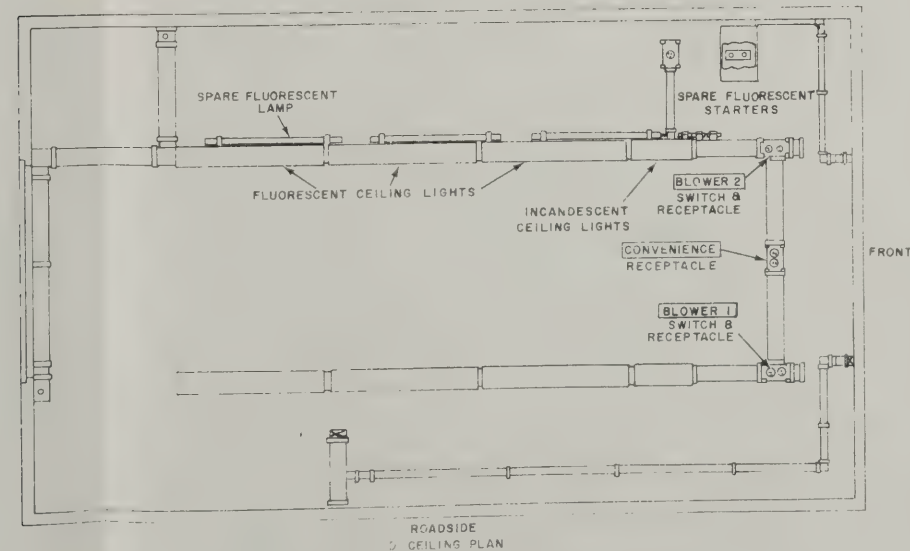 SPARE FLUORESCENT
LAMP
SPARE FLUORESCENT
STARTERS
FLUORESCENT CEILING LIGHTS
INCANDESCENT
CEILING LIGHTS
BLOWER 2
SWITCH &
RECEPTACLE
CONVENIENCE
RECEPTACLE
FRONT
BLOWER 1
SWITCH &
RECEPTACLE
ROADSIDE
CEILING PLAN